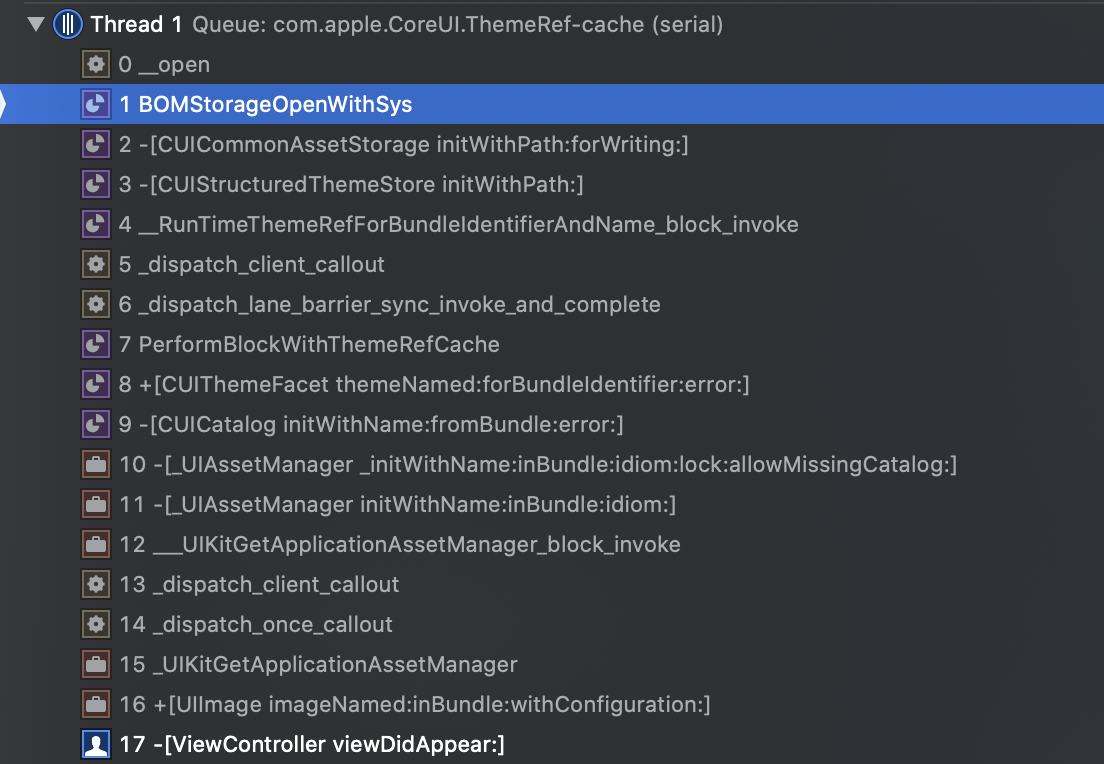 Thread 1 Queue: com.apple.CoreUI.ThemeRef-cache (serial)
0 __open
1 BOMStorageOpenWithSys
2 -[CUICommonAssetStorage initWithPath:forWriting:]
3 -[CUIStructuredThemeStore initWithPath:]
4 __RunTimeThemeRefForBundleIdentifierAndName_block_invoke
5 _dispatch_client_callout
6 _dispatch_lane_barrier_sync_invoke_and_complete
7 PerformBlockWithThemeRefCache
8 +[CUIThemeFacet themeNamed:forBundleIdentifier:error:]
9 -[CUICatalog initWithName:fromBundle:error:]
10 -[_UIAssetManager _initWithName:inBundle:idiom:lock:allowMissingCatalog:]
11 -[_UIAssetManager initWithName:inBundle:idiom:]
12 ___UIKitGetApplicationAssetManager_block_invoke
13 _dispatch_client_callout
14 _dispatch_once_callout
15 _UIKitGetApplicationAssetManager
16 +[UIImage imageNamed:inBundle:withConfiguration:]
17 -[ViewController viewDidAppear:]